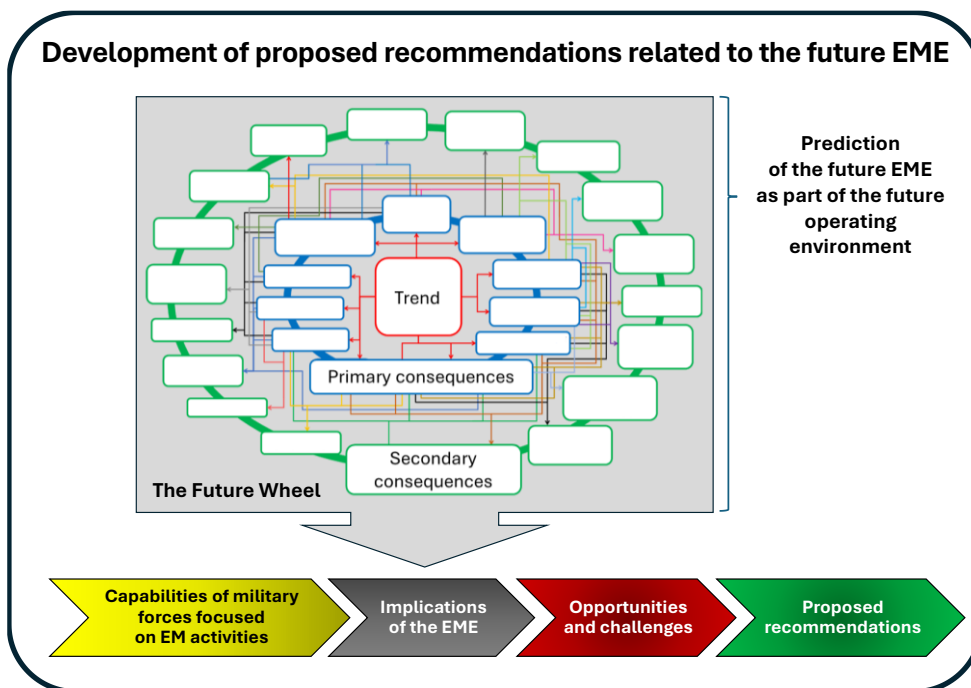 Development of proposed recommendations related to the future EME
Prediction
of the future EME
as part of the future
operating
environment
Trend
Primary consequences
Secondary
consequences
The Future Wheel
Capabilities of military
forces focused
on EM activities
Implications
of the EME
Opportunities
and challenges
Proposed
recommendations